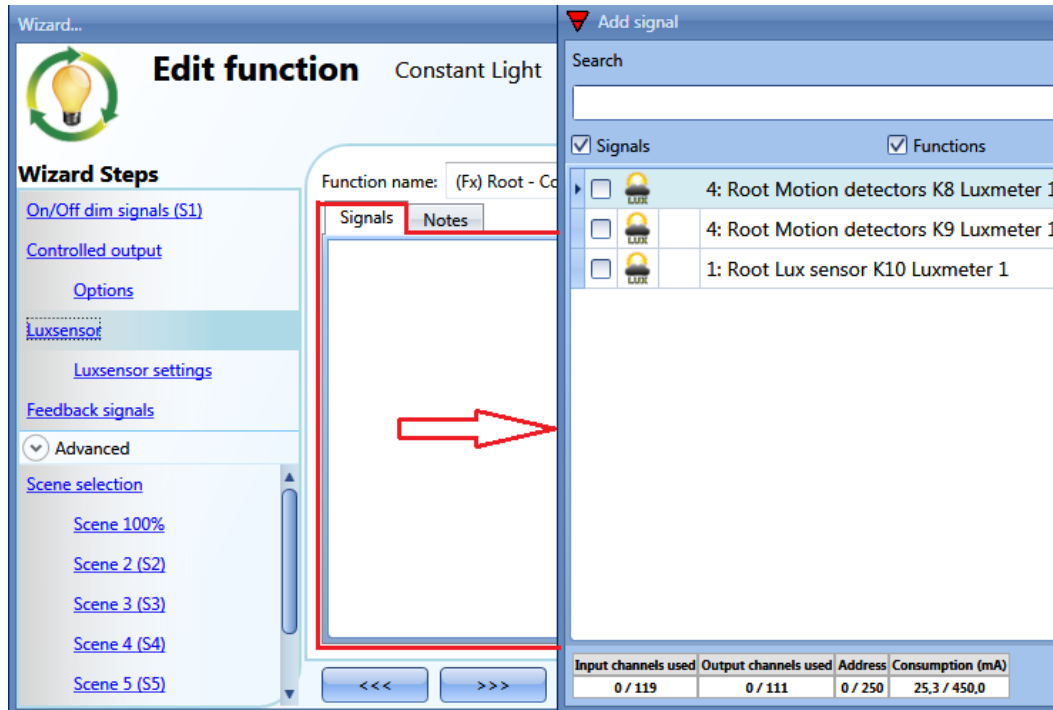 Wizard...
Edit function Constant Light
Wizard Steps
On/Off dim signals (S1)
Controlled output
Options
Luxsensor
Luxsensor settings
Feedback signals
Advanced
Scene selection
Scene 100%
Scene 2 (S2)
Scene 3 (S3)
Scene 4 (S4)
Scene 5 (S5)
Function name: (Fx) Root - Co
Signals Notes
<<< >>>
Add signal
Search
Signals Functions
LUX 4: Root Motion detectors K8 Luxmeter 1
LUX 4: Root Motion detectors K9 Luxmeter 1
LUX 1: Root Lux sensor K10 Luxmeter 1
Input channels used Output channels used Address Consumption (mA)
0 / 119 0 / 111 0 / 250 25,3 / 450,0